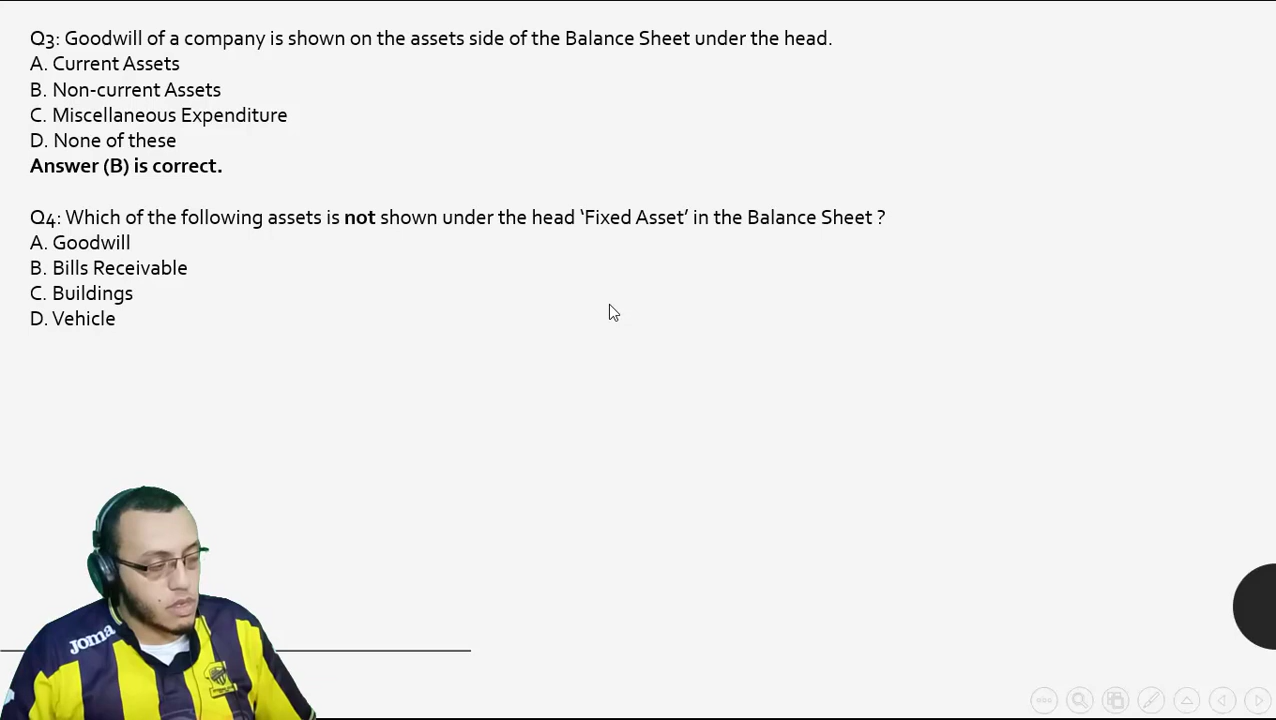 Q3: Goodwill of a company is shown on the assets side of the Balance Sheet under the head.
A. Current Assets
B. Non-current Assets
C. Miscellaneous Expenditure
D. None of these
Answer (B) is correct.
Q4: Which of the following assets is not shown under the head ‘Fixed Asset’ in the Balance Sheet ?
A. Goodwill
B. Bills Receivable
C. Buildings
D. Vehicle
Joma